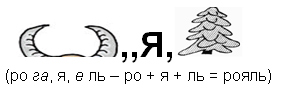 ,,Я,
(ро га, я, е ль – ро + я + ль = рояль)